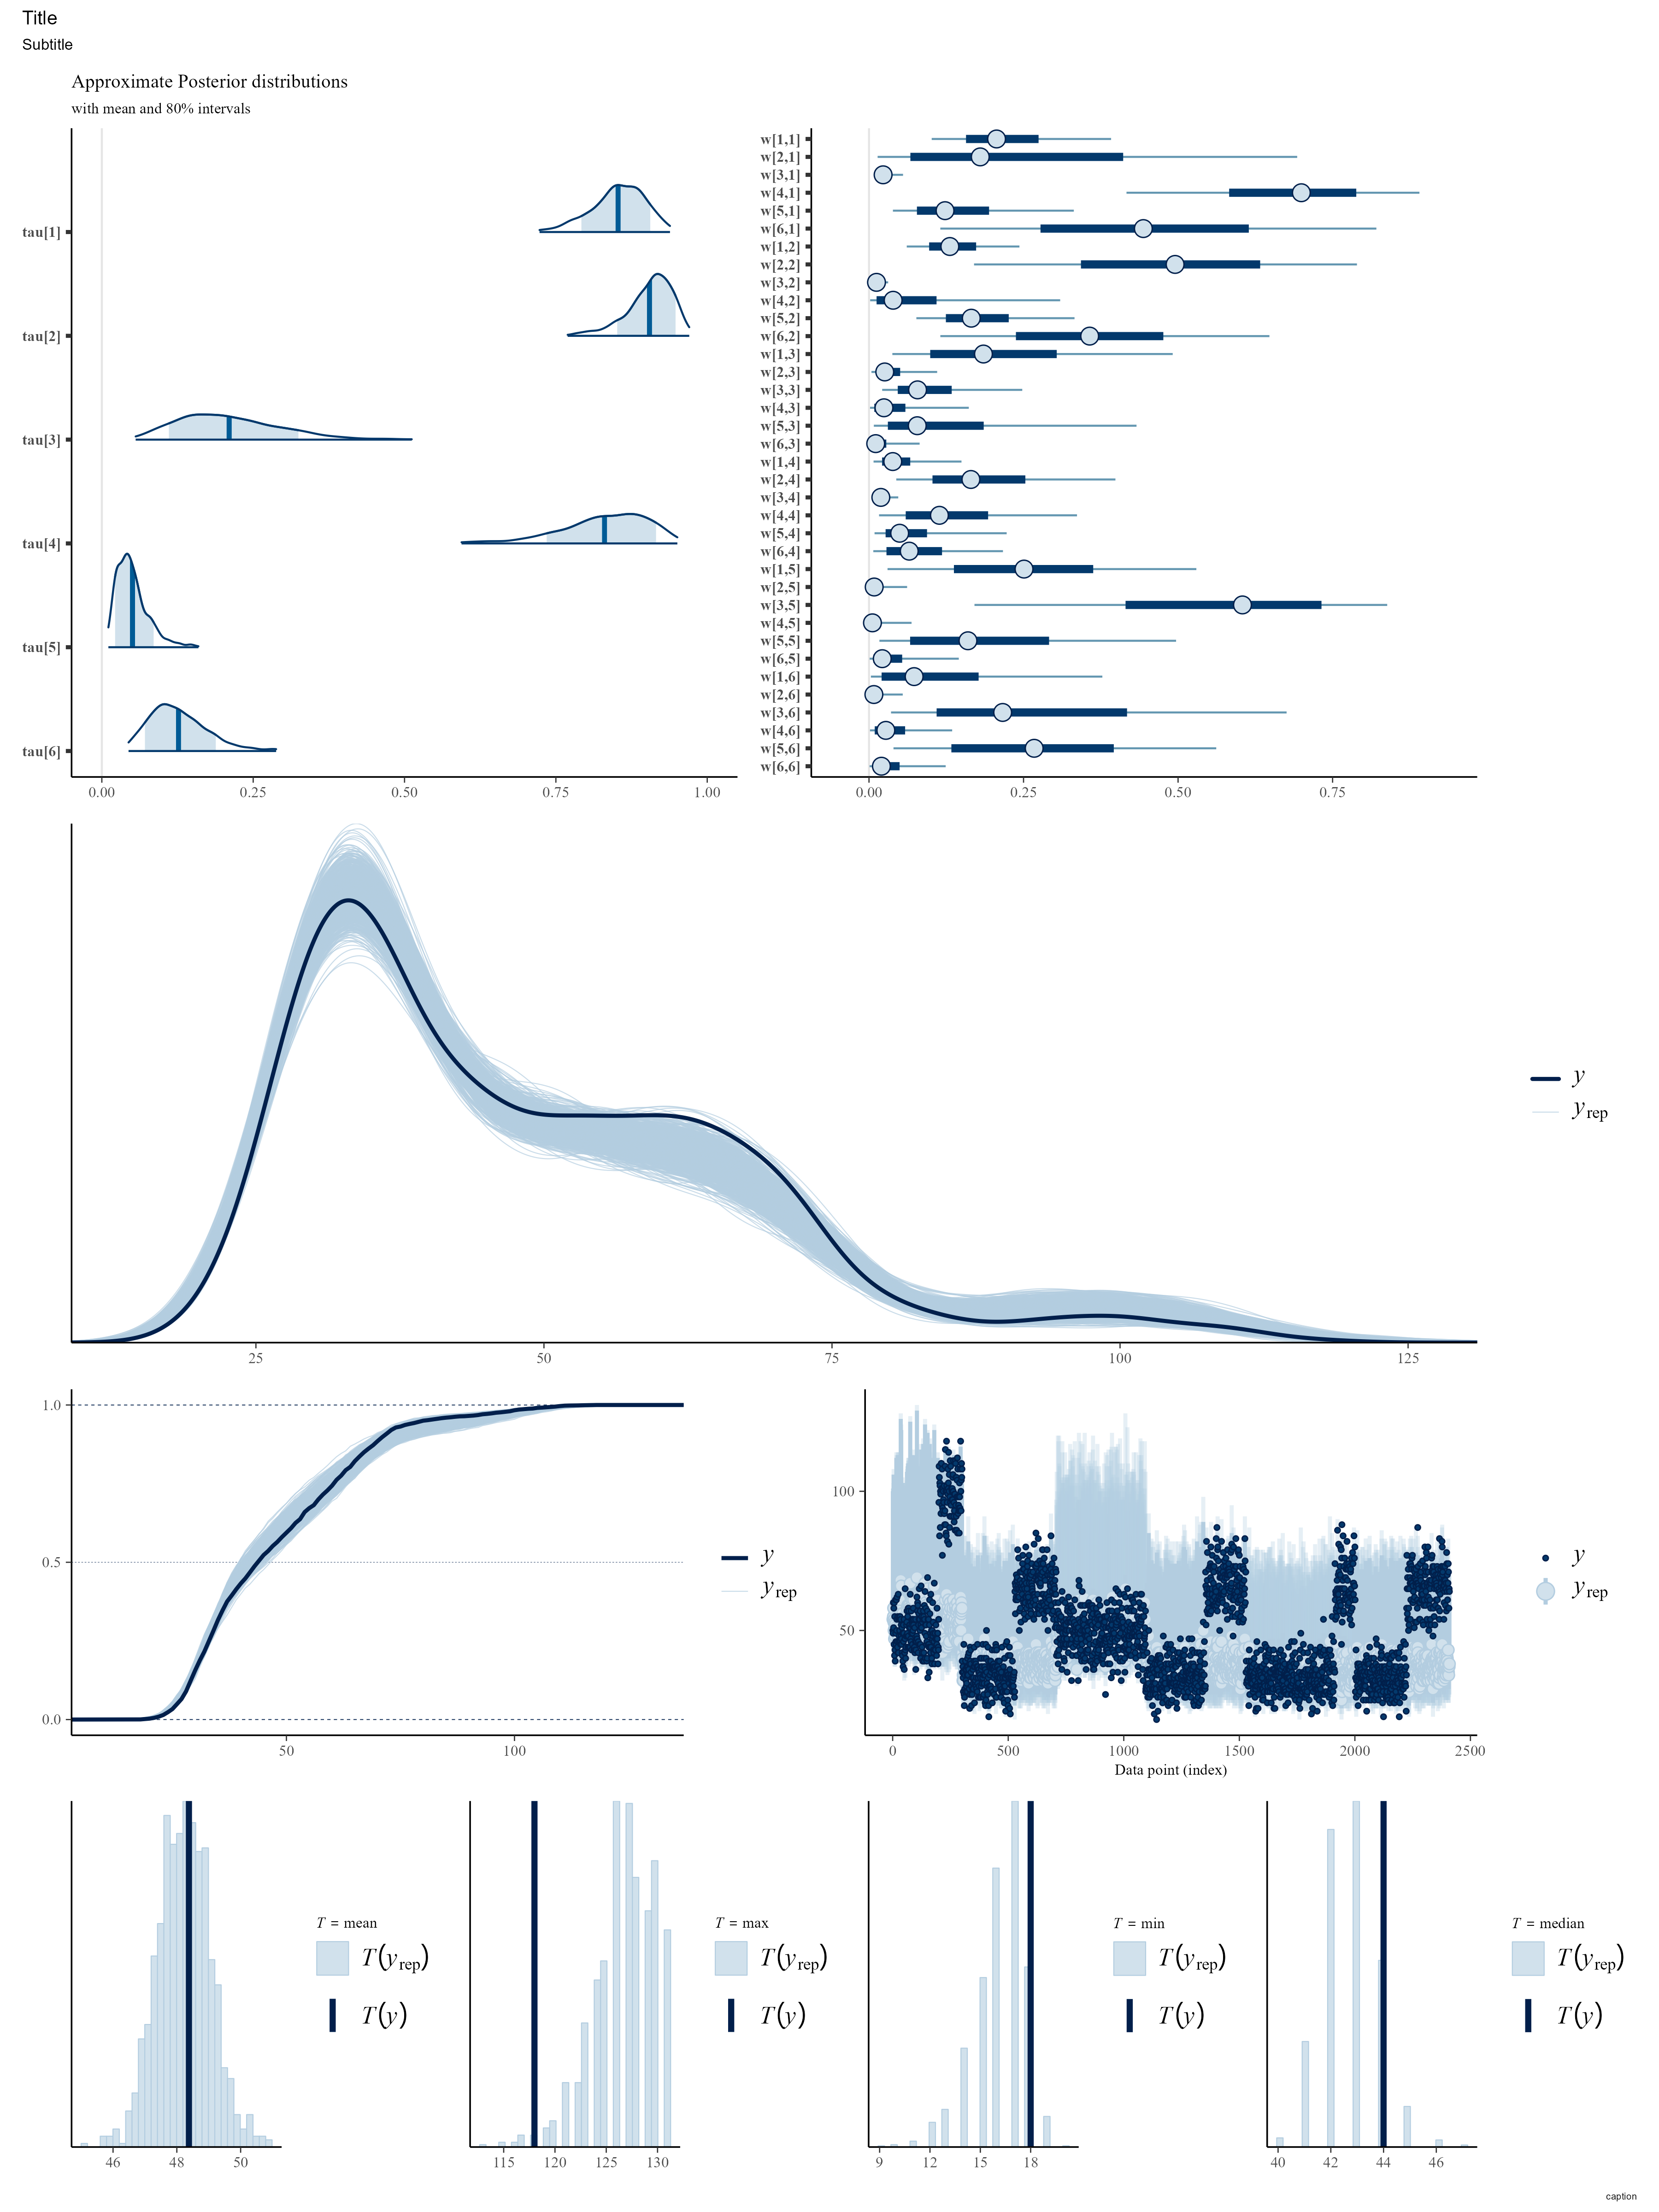 Title
Subtitle
Approximate Posterior distributions
with mean and 80% intervals
tau[1]
tau[2]
tau[3]
tau[4]
tau[5]
tau[6]
0.00 0.25 0.50 0.75 1.00
w[1,1]
w[2,1]
w[3,1]
w[4,1]
w[5,1]
w[6,1]
w[1,2]
w[2,2]
w[3,2]
w[4,2]
w[5,2]
w[6,2]
w[1,3]
w[2,3]
w[3,3]
w[4,3]
w[5,3]
w[6,3]
w[1,4]
w[2,4]
w[3,4]
w[4,4]
w[5,4]
w[6,4]
w[1,5]
w[2,5]
w[3,5]
w[4,5]
w[5,5]
w[6,5]
w[1,6]
w[2,6]
w[3,6]
w[4,6]
w[5,6]
w[6,6]
0.00 0.25 0.50 0.75
y
y rep
25 50 75 100 125
1.0
0.5
0.0
50 100
y
y rep
100
50
0 500 1000 1500 2000 2500
Data point (index)
y
y rep
T = mean
T(y rep)
T(y)
46 48 50
T = max
T(y rep)
T(y)
115 120 125 130
T = min
T(y rep)
T(y)
9 12 15 18
T = median
T(y rep)
T(y)
40 42 44 46
caption